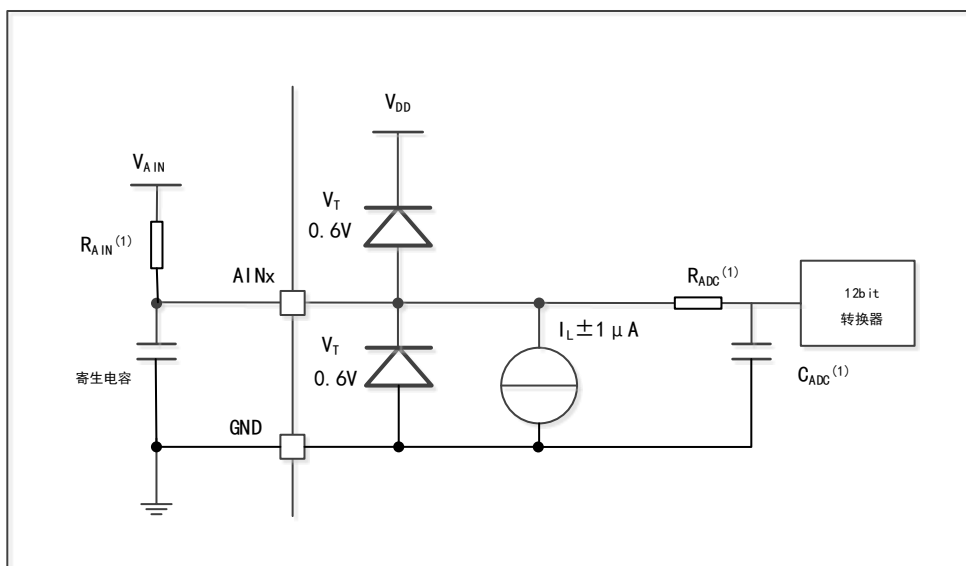 V_DD
V_AIN
V_T
0.6V
R_AIN(1)
AINx
R_ADC(1)
12bit
转换器
I_L±1μA
V_T
0.6V
寄生电容
C_ADC(1)
GND